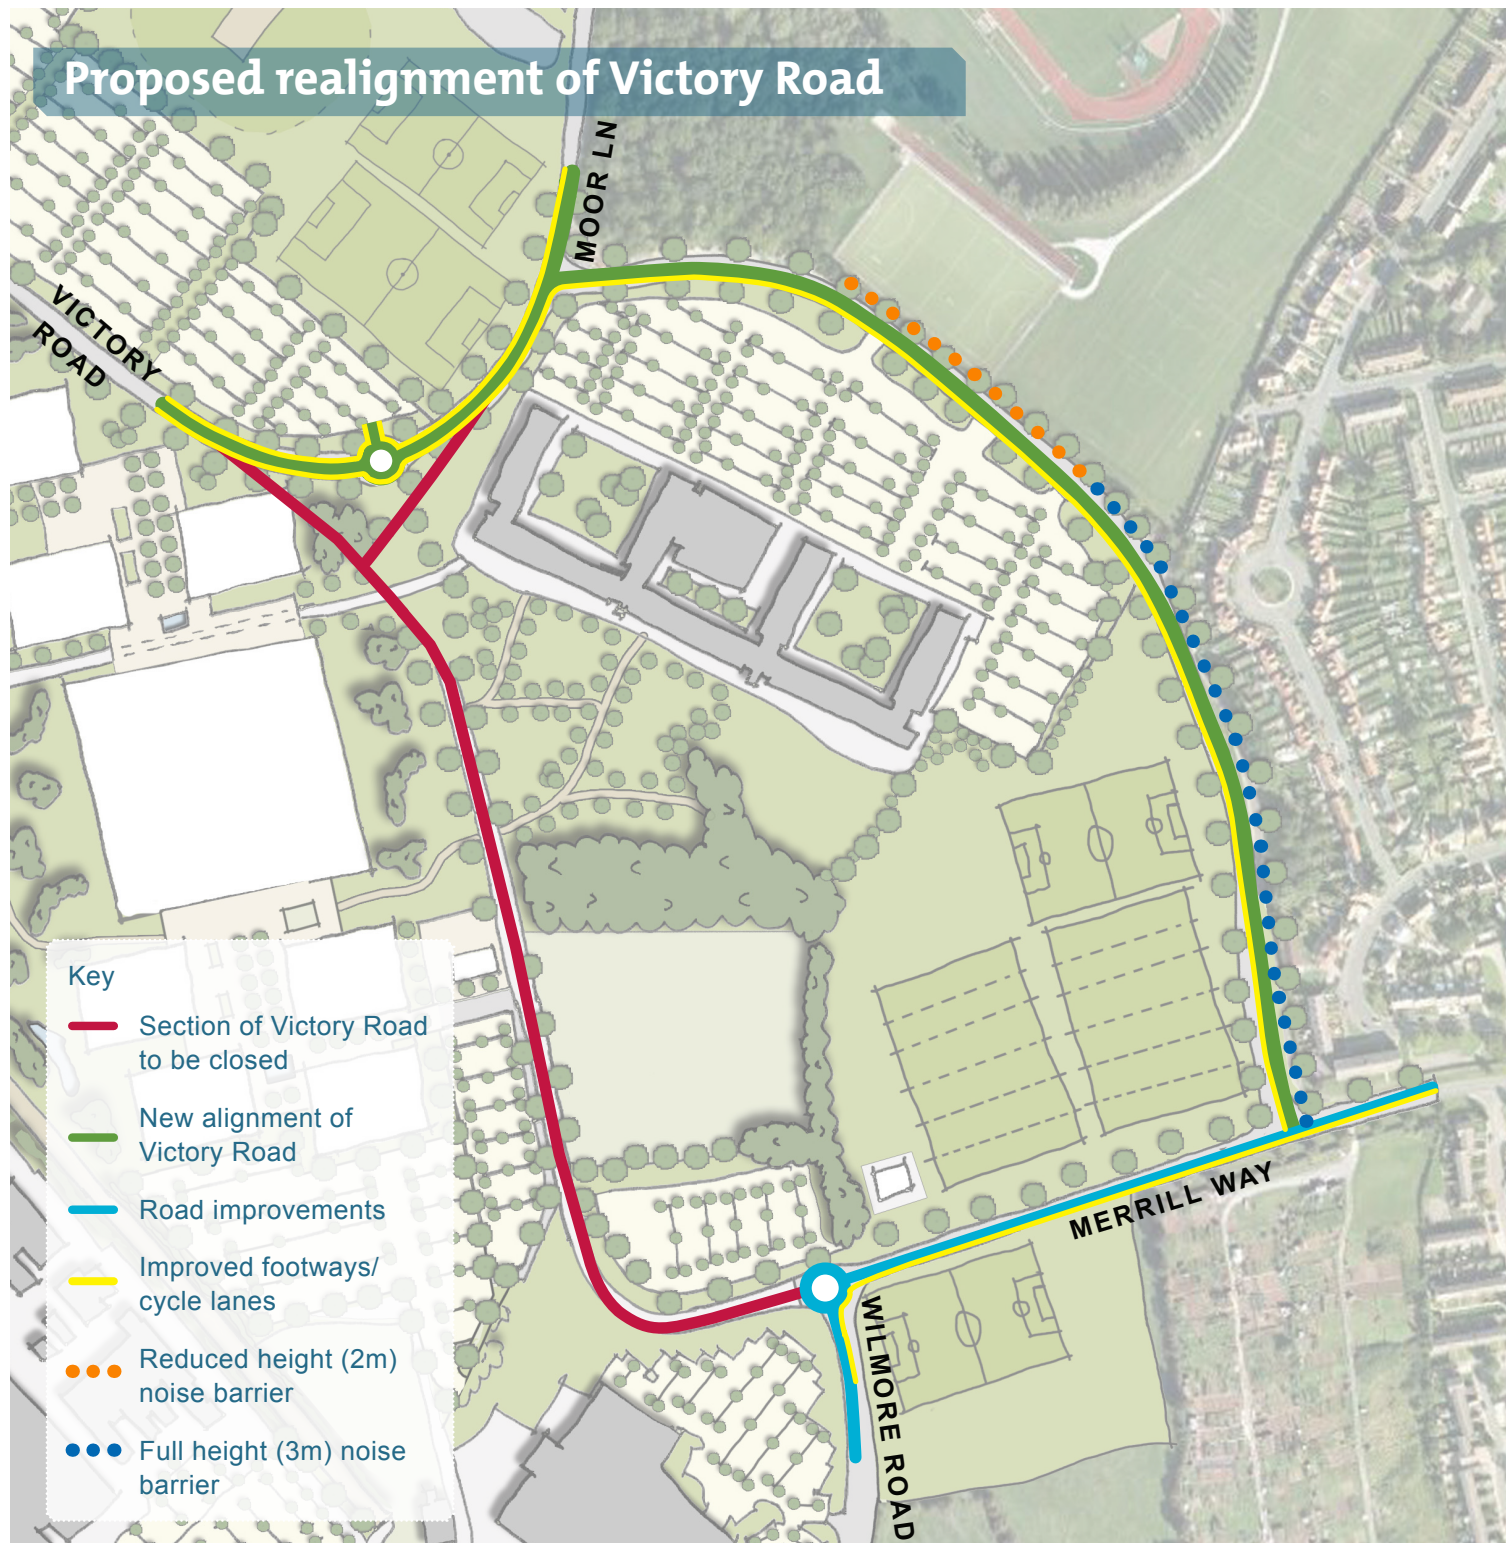 Proposed realignment of Victory Road
MOOR LN
VICTORY
ROAD
Key
Section of Victory Road
to be closed
New alignment of
Victory Road
Road improvements
Improved footways/
cycle lanes
Reduced height (2m)
noise barrier
Full height (3m) noise
barrier
MERRILL WAY
WILMORE ROAD